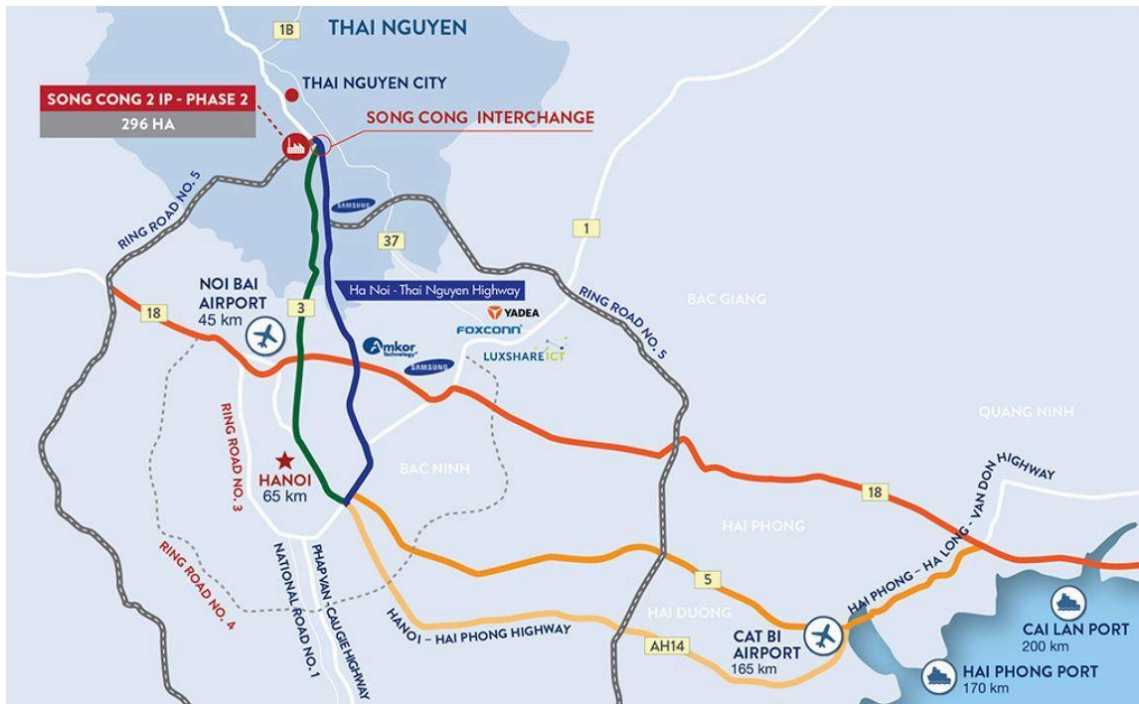 1B
THAI NGUYEN
THAI NGUYEN CITY
SONG CONG 2 IP - PHASE 2
296 HA
SONG CONG INTERCHANGE
RING ROAD NO. 5
SAMSUNG
37
1
NOI BAI
AIRPORT
45 km
Ha Noi - Thai Nguyen Highway
RING ROAD NO. 5
BAC GIANG
18
3
YADEA
FOXCONN
Amkor
Technology
LUXSHARE ICT
SAMSUNG
QUANG NINH
RING ROAD NO. 3
HANOI
65 km
BAC NINH
18
HAI PHONG
HAI PHONG – HA LONG – VAN DON HIGHWAY
RING ROAD NO. 4
NATIONAL ROAD NO. 1
PHAP VAN - CAU GIE HIGHWAY
5
HAI DUONG
HANOI – HAI PHONG HIGHWAY
AH14
CAT BI
AIRPORT
165 km
CAI LAN PORT
200 km
HAI PHONG PORT
170 km